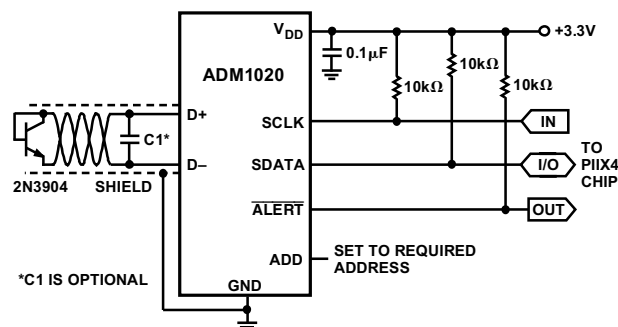 V_DD
+3.3V
0.1μF
10kΩ
10kΩ
10kΩ
ADM1020
D+
C1*
D–
SCLK
IN
SDATA
I/O
TO
PIIX4
CHIP
2N3904
SHIELD
ALERT
OUT
ADD
SET TO REQUIRED
ADDRESS
*C1 IS OPTIONAL
GND